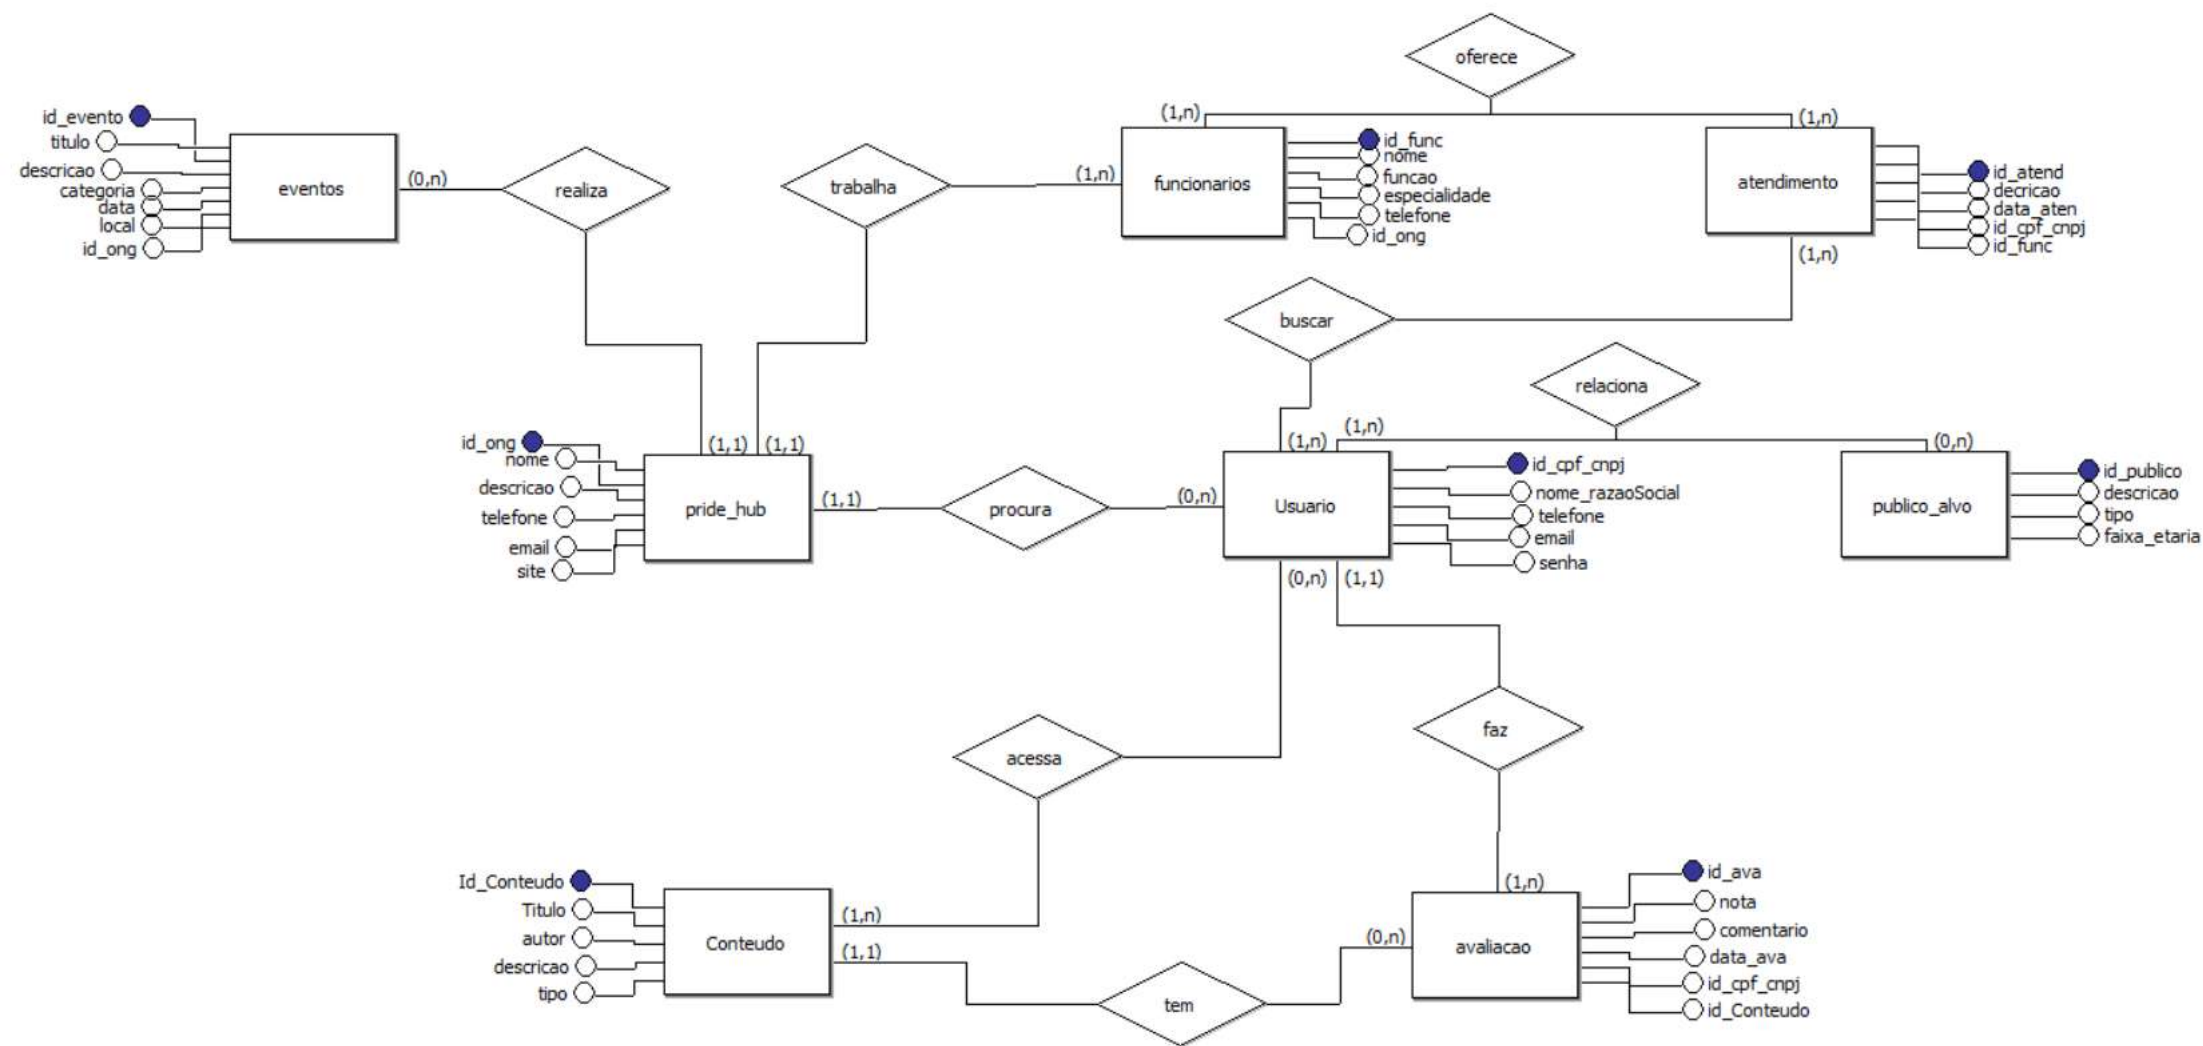 oferece
(1,n)
(1,n)
id_evento
titulo
descricao
categoria
data
local
id_ong
eventos
(0,n)
realiza
trabalha
(1,n)
funcionarios
id_func
nome
funcao
especialidade
telefone
id_ong
atendimento
id_atend
decricao
data_aten
id_cpf_cnpj
id_func
(1,n)
buscar
relaciona
(1,1)
(1,1)
(1,n)
(1,n)
(0,n)
id_ong
nome
descricao
telefone
email
site
pride_hub
(1,1)
procura
(0,n)
Usuario
id_cpf_cnpj
nome_razaoSocial
telefone
email
senha
publico_alvo
id_publico
descricao
tipo
faixa_etaria
(0,n)
(1,1)
acessa
faz
Id_Conteudo
Titulo
autor
descricao
tipo
Conteudo
(1,n)
(1,1)
tem
(0,n)
(1,n)
avaliacao
id_ava
nota
comentario
data_ava
id_cpf_cnpj
id_Conteudo